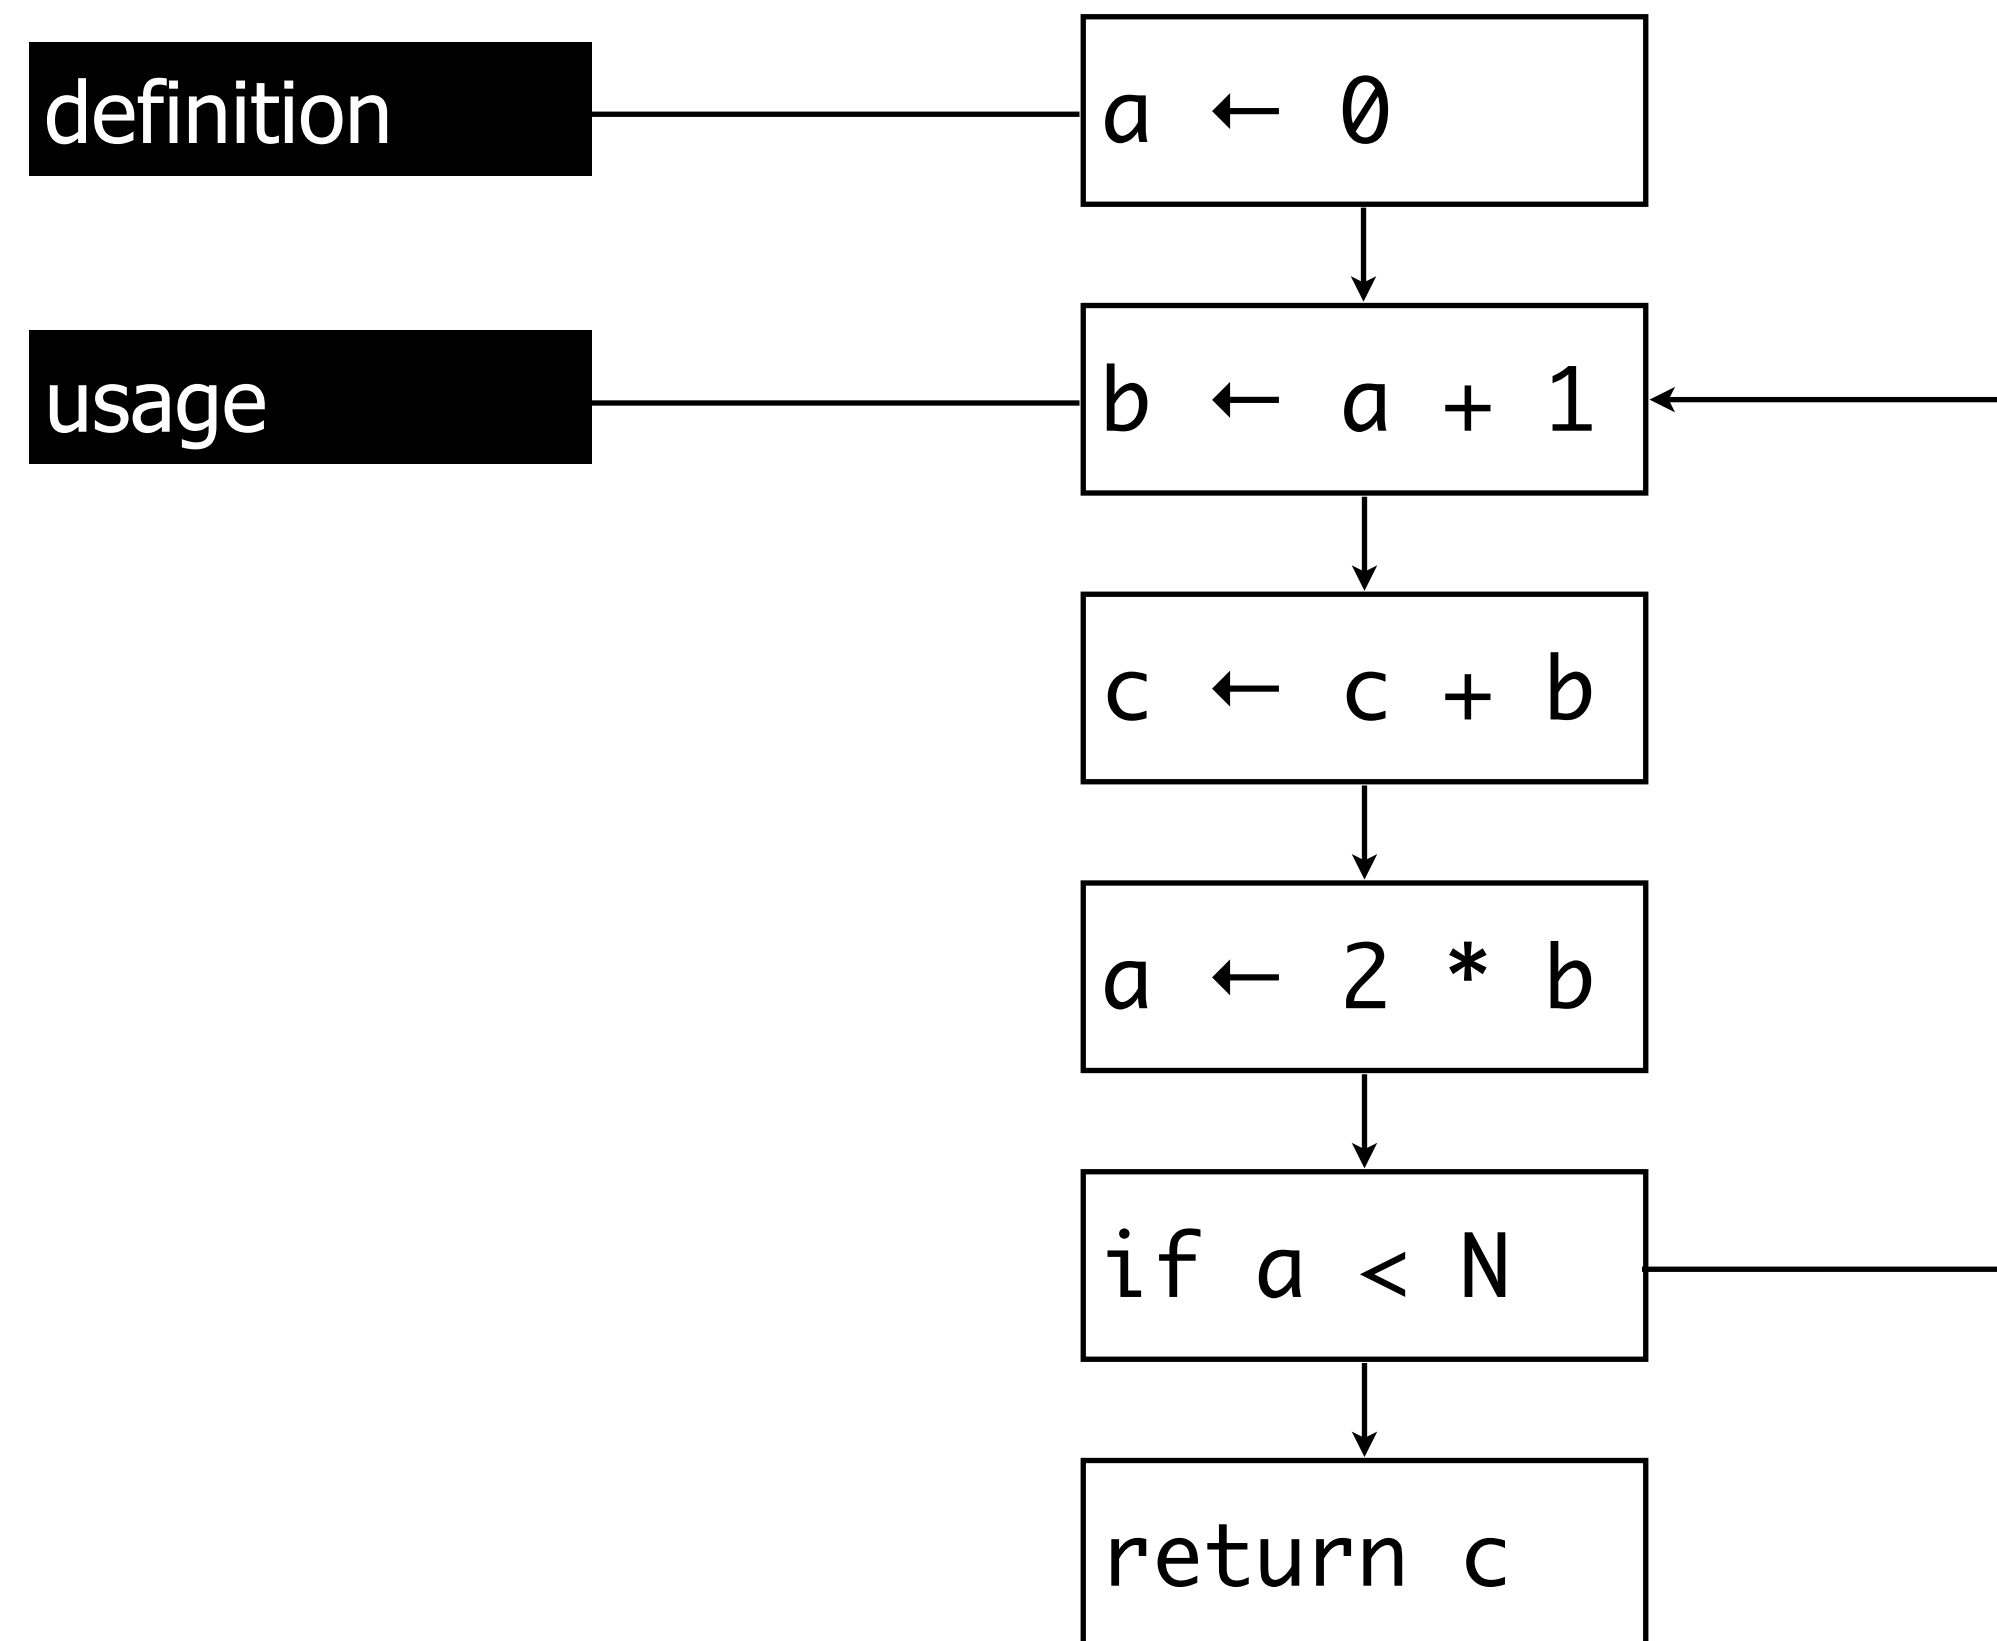 definition
a ← 0
usage
b ← a + 1
c ← c + b
a ← 2 * b
if a < N
return c